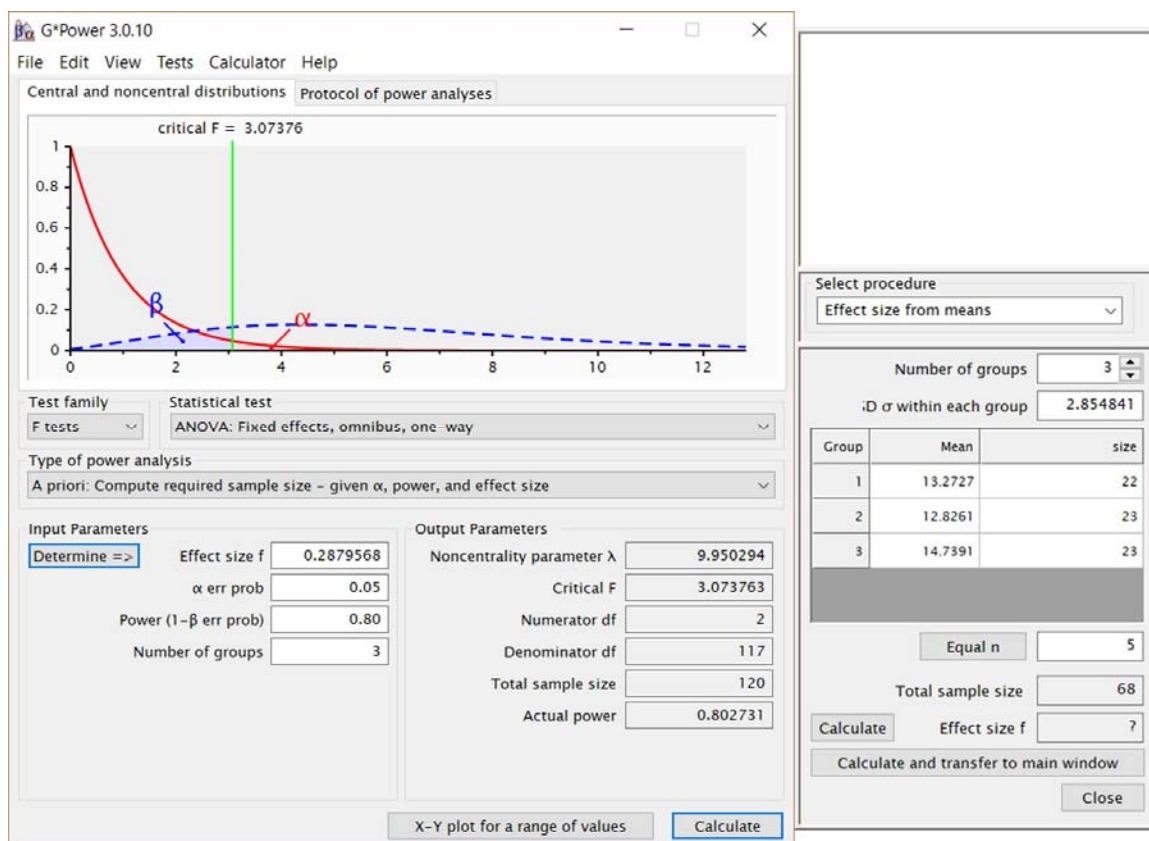 G*Power 3.0.10
File Edit View Tests Calculator Help
Central and noncentral distributions Protocol of power analyses
critical F = 3.07376
1
0.8
0.6
0.4
0.2
0
β
α
0 2 4 6 8 10 12
Test family Statistical test
F tests ANOVA: Fixed effects, omnibus, one-way
Type of power analysis
A priori: Compute required sample size - given α, power, and effect size
Input Parameters
Determine => Effect size f 0.2879568
α err prob 0.05
Power (1-β err prob) 0.80
Number of groups 3
Output Parameters
Noncentrality parameter λ 9.950294
Critical F 3.073763
Numerator df 2
Denominator df 117
Total sample size 120
Actual power 0.802731
X-Y plot for a range of values Calculate
Select procedure
Effect size from means
Number of groups 3
D σ within each group 2.854841
Group Mean size
1 13.2727 22
2 12.8261 23
3 14.7391 23
Equal n 5
Total sample size 68
Calculate Effect size f ?
Calculate and transfer to main window
Close